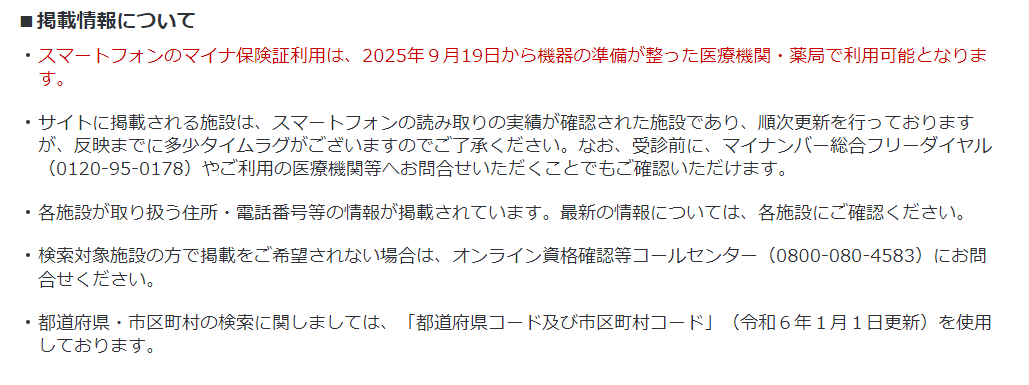 ■掲載情報について
・スマートフォンのマイナ保険証利用は、2025年９月19日から機器の準備が整った医療機関・薬局で利用可能となりま
す。
・サイトに掲載される施設は、スマートフォンの読み取りの実績が確認された施設であり、順次更新を行っております
が、反映までに多少タイムラグがございますのでご了承ください。なお、受診前に、マイナンバー総合フリーダイヤル
（0120-95-0178）やご利用の医療機関等へお問合せいただくことでもご確認いただけます。
・各施設が取り扱う住所・電話番号等の情報が掲載されています。最新の情報については、各施設にご確認ください。
・検索対象施設の方で掲載をご希望されない場合は、オンライン資格確認等コールセンター（0800-080-4583）にお問
合せください。
・都道府県・市区町村の検索に関しましては、「都道府県コード及び市区町村コード」（令和６年１月１日更新）を使用
しております。